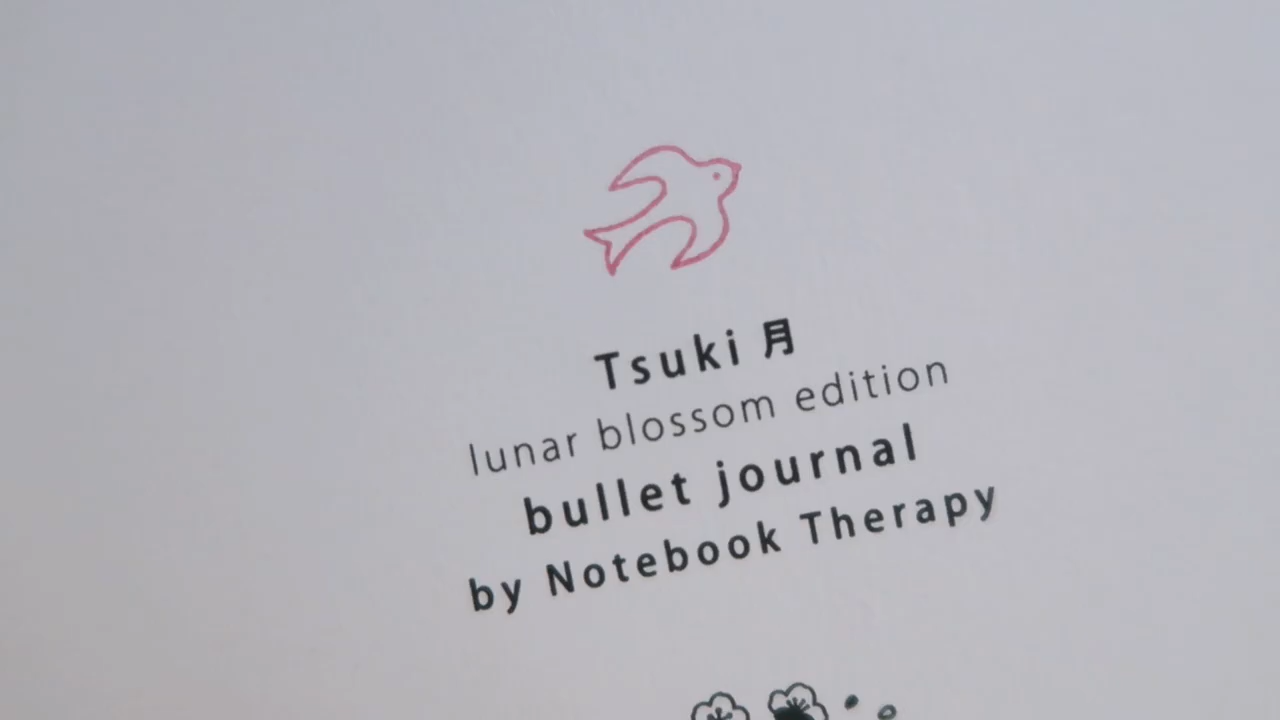 Tsuki 月
lunar blossom edition
bullet journal
by Notebook Therapy